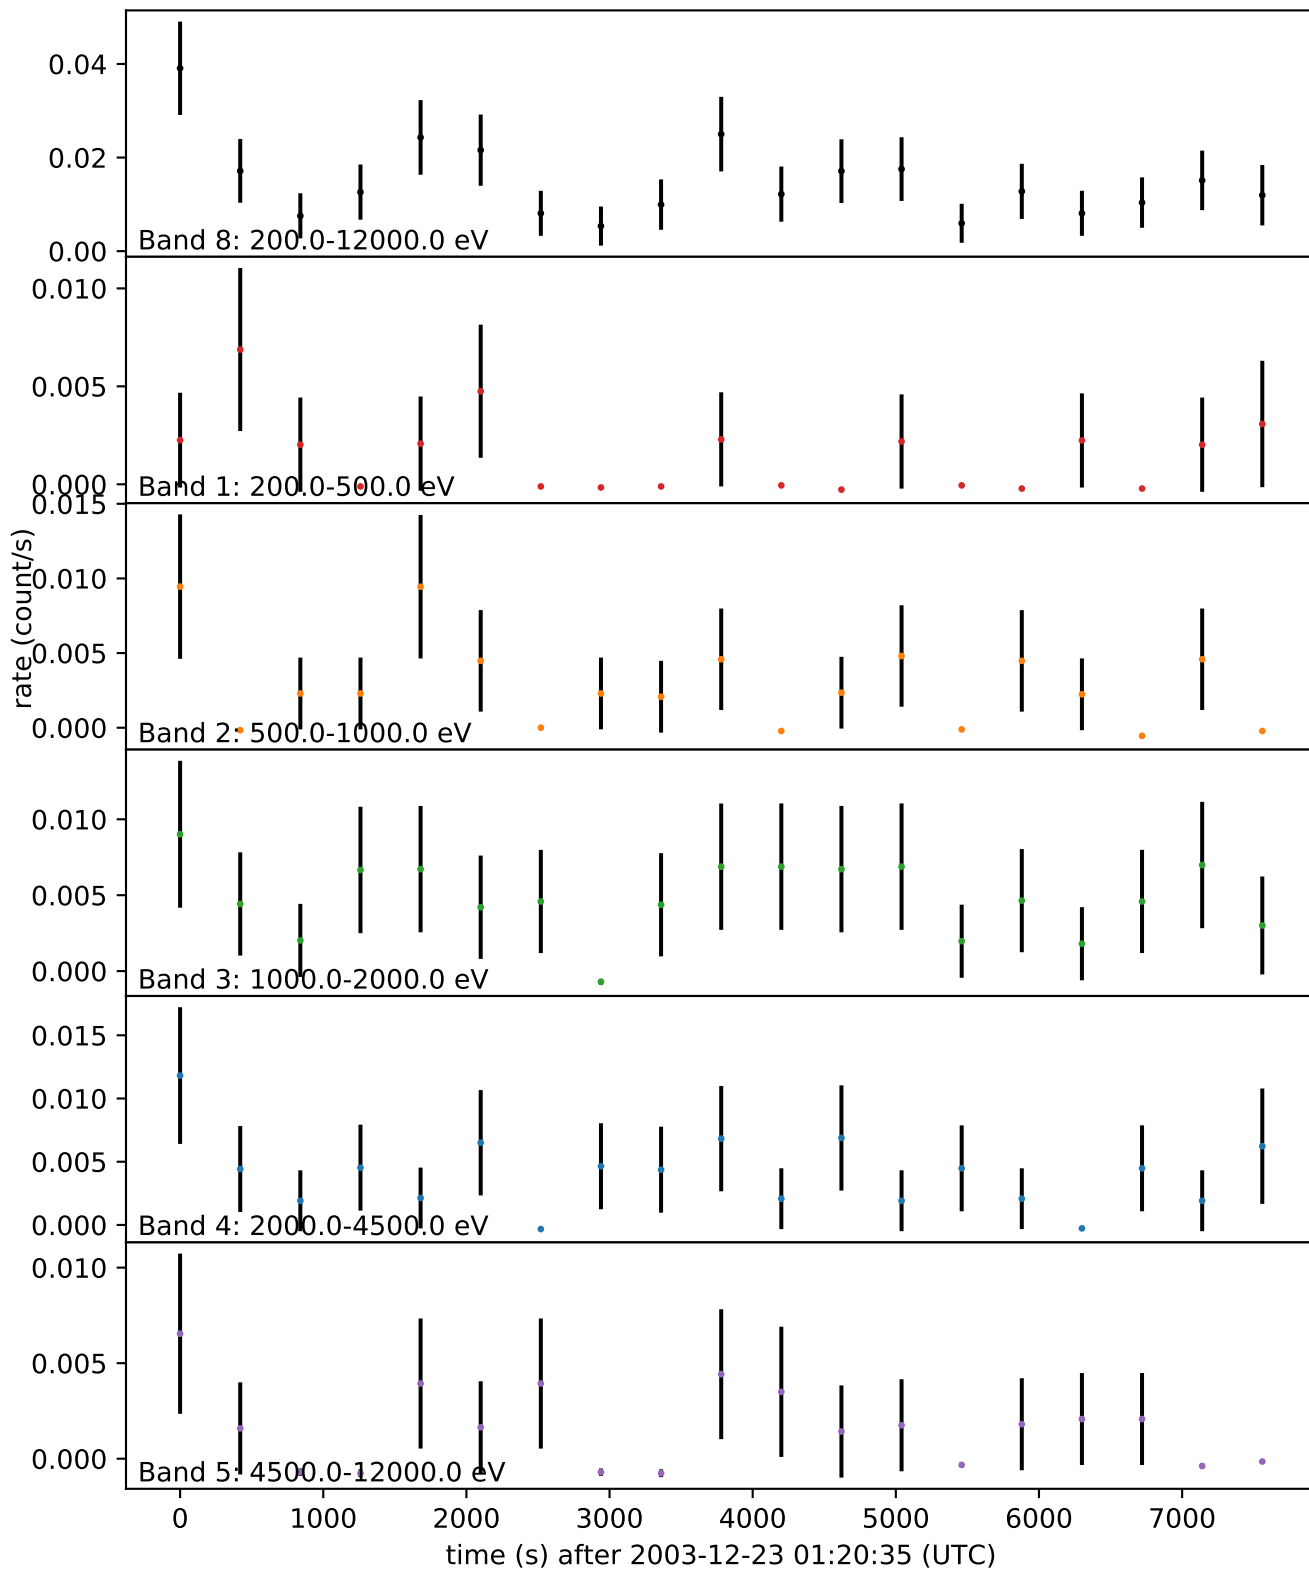 0.04
0.02
0.00
Band 8: 200.0-12000.0 eV
0.010
0.005
0.000
Band 1: 200.0-500.0 eV
0.015
0.010
0.005
0.000
Band 2: 500.0-1000.0 eV
rate (count/s)
0.010
0.005
0.000
Band 3: 1000.0-2000.0 eV
0.015
0.010
0.005
0.000
Band 4: 2000.0-4500.0 eV
0.010
0.005
0.000
Band 5: 4500.0-12000.0 eV
0 1000 2000 3000 4000 5000 6000 7000
time (s) after 2003-12-23 01:20:35 (UTC)